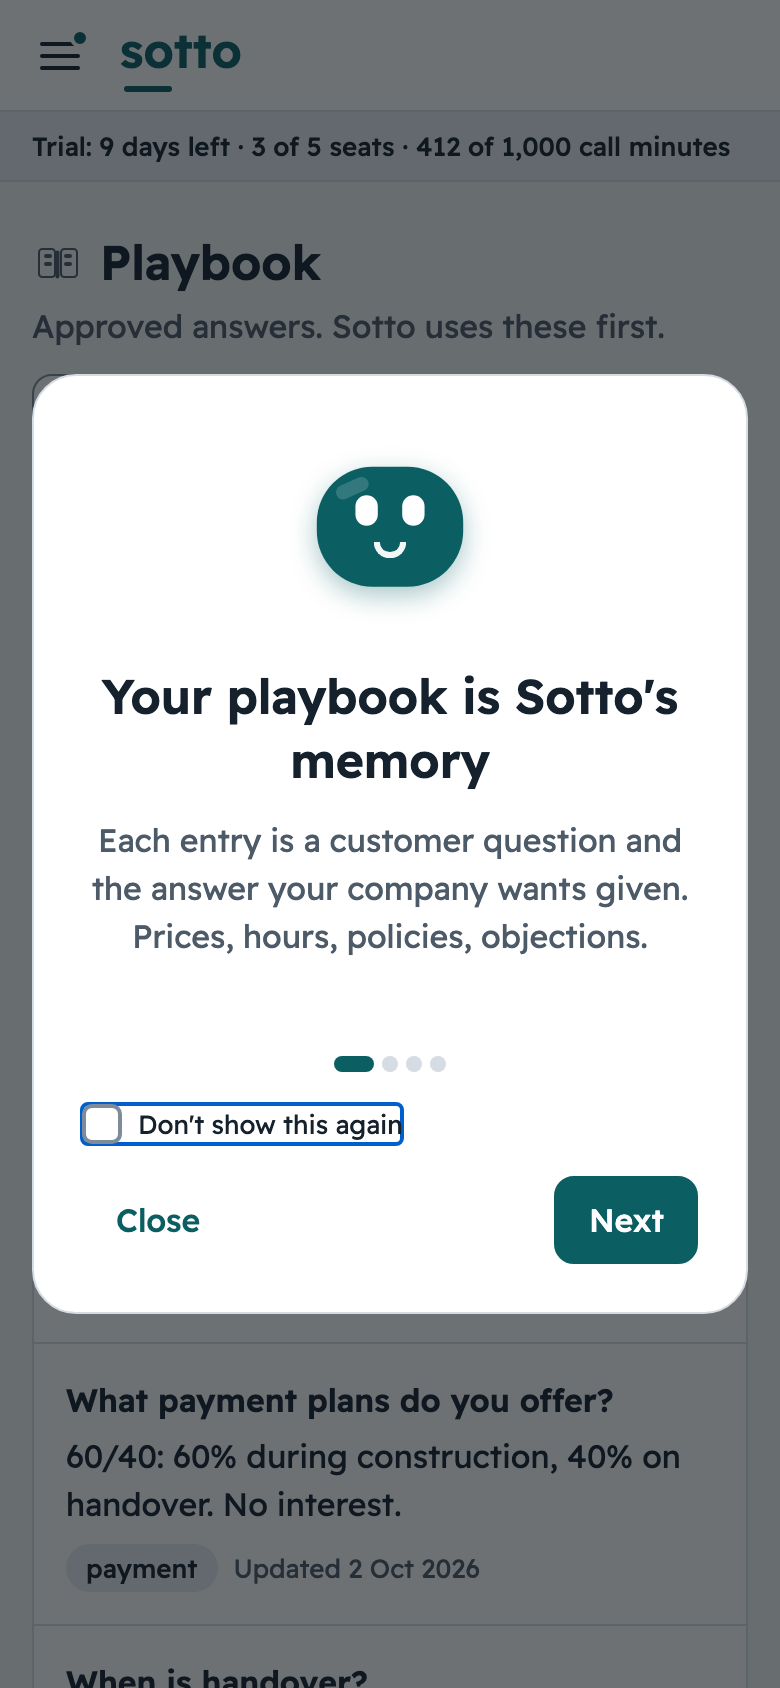 sotto
Trial: 9 days left · 3 of 5 seats · 412 of 1,000 call minutes
Playbook
Approved answers. Sotto uses these first.
Your playbook is Sotto's
memory
Each entry is a customer question and
the answer your company wants given.
Prices, hours, policies, objections.
Don't show this again
Close
Next
What payment plans do you offer?
60/40: 60% during construction, 40% on
handover. No interest.
payment
Updated 2 Oct 2026
When is handover?